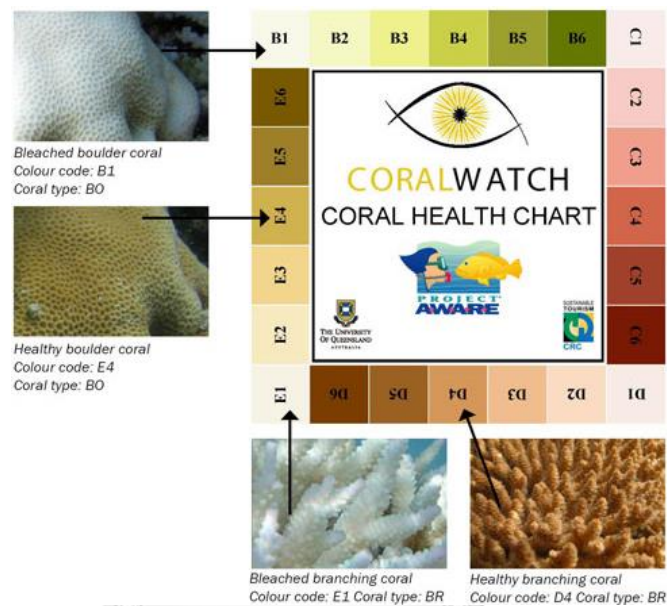 B1 B2 B3 B4 B5 B6 C1
C2
C3
C4
C5
C6
D1
D2
D3
D4
D5
D6
E1
E2
E3
E4
E5
E6
CORALWATCH
CORAL HEALTH CHART
PROJECT
AWARE
THE UNIVERSITY
OF QUEENSLAND
AUSTRALIA
SUSTAINABLE
TOURISM
CRC
Bleached boulder coral
Colour code: B1
Coral type: BO
Healthy boulder coral
Colour code: E4
Coral type: BO
Bleached branching coral
Colour code: E1 Coral type: BR
Healthy branching coral
Colour code: D4 Coral type: BR